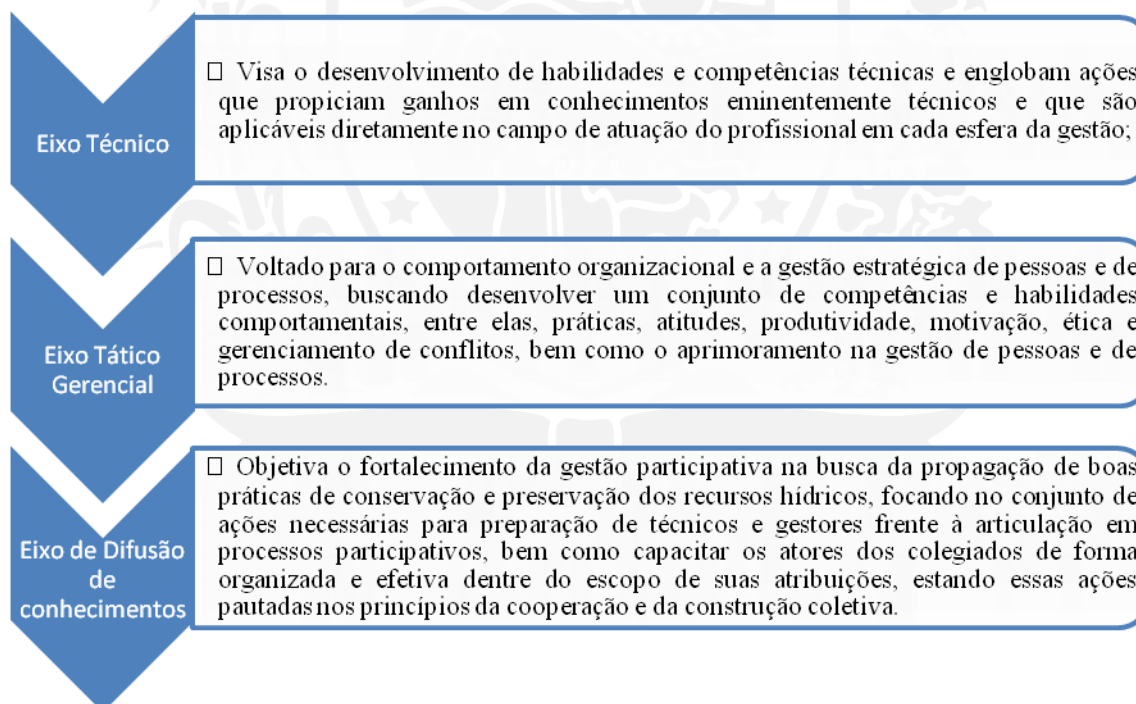 Eixo Técnico
□ Visa o desenvolvimento de habilidades e competências técnicas e englobam ações
que propiciam ganhos em conhecimentos eminentemente técnicos e que são
aplicáveis diretamente no campo de atuação do profissional em cada esfera da gestão;
Eixo Tático
Gerencial
□ Voltado para o comportamento organizacional e a gestão estratégica de pessoas e de
processos, buscando desenvolver um conjunto de competências e habilidades
comportamentais, entre elas, práticas, atitudes, produtividade, motivação, ética e
gerenciamento de conflitos, bem como o aprimoramento na gestão de pessoas e de
processos.
Eixo de Difusão
de
conhecimentos
□ Objetiva o fortalecimento da gestão participativa na busca da propagação de boas
práticas de conservação e preservação dos recursos hídricos, focando no conjunto de
ações necessárias para preparação de técnicos e gestores frente à articulação em
processos participativos, bem como capacitar os atores dos colegiados de forma
organizada e efetiva dentre do escopo de suas atribuições, estando essas ações
pautadas nos princípios da cooperação e da construção coletiva.